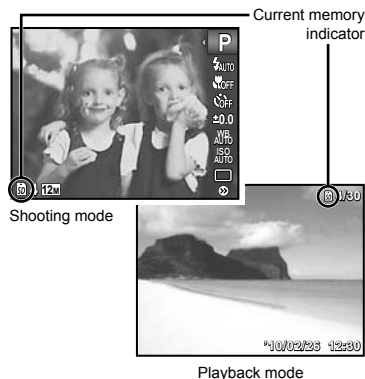 Current memory
indicator
P
AUTO
OFF
OFF
±0.0
WB
AUTO
ISO
AUTO
12M
Shooting mode
/30
'10/02/26 12:30
Playback mode